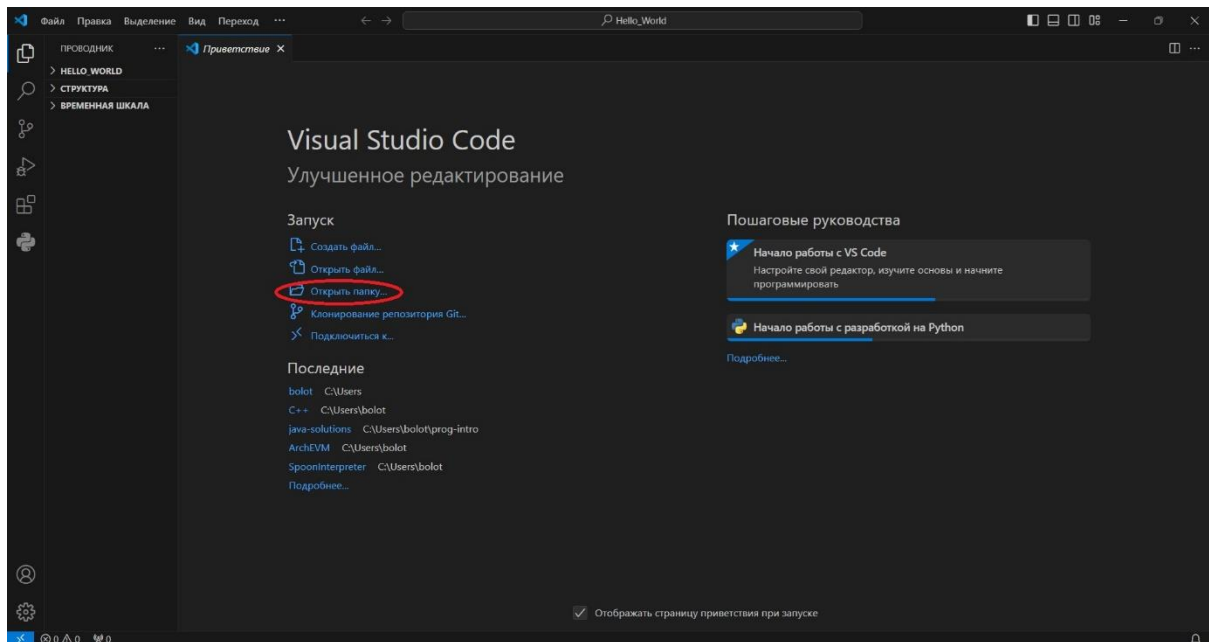 Файл Правка Выделение Вид Переход ···
Hello_World
ПРОВОДНИК ···
Приветствие
HELLO_WORLD
СТРУКТУРА
ВРЕМЕННАЯ ШКАЛА
Visual Studio Code
Улучшенное редактирование
Запуск
Создать файл...
Открыть файл...
Открыть папку...
Клонирование репозитория Git...
Подключиться к...
Последние
bolot C:\Users
C++ C:\Users\bolot
java-solutions C:\Users\bolot\prog-intro
ArchEVM C:\Users\bolot
SpoonInterpreter C:\Users\bolot
Подробнее...
Пошаговые руководства
Начало работы с VS Code
Настройте свой редактор, изучите основы и начните
программировать
Начало работы с разработкой на Python
Подробнее...
Отображать страницу приветствия при запуске
0 0 0